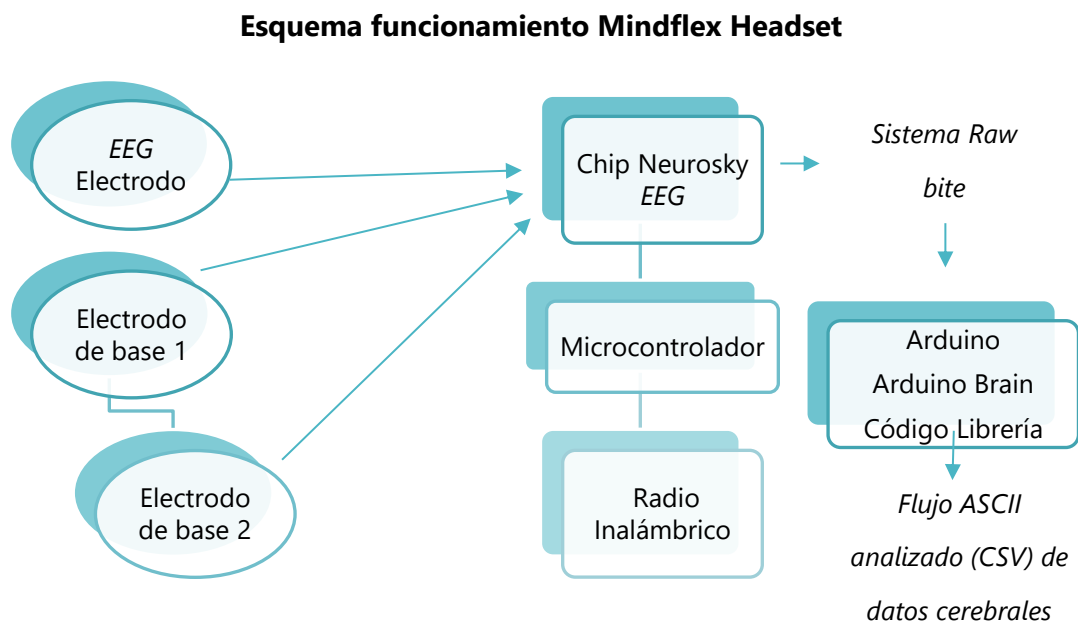 Esquema funcionamiento Mindflex Headset
EEG
Electrodo
Electrodo
de base 1
Electrodo
de base 2
Chip Neurosky
EEG
Microcontrolador
Radio
Inalámbrico
Sistema Raw
bite
Arduino
Arduino Brain
Código Librería
Flujo ASCII
analizado (CSV) de
datos cerebrales